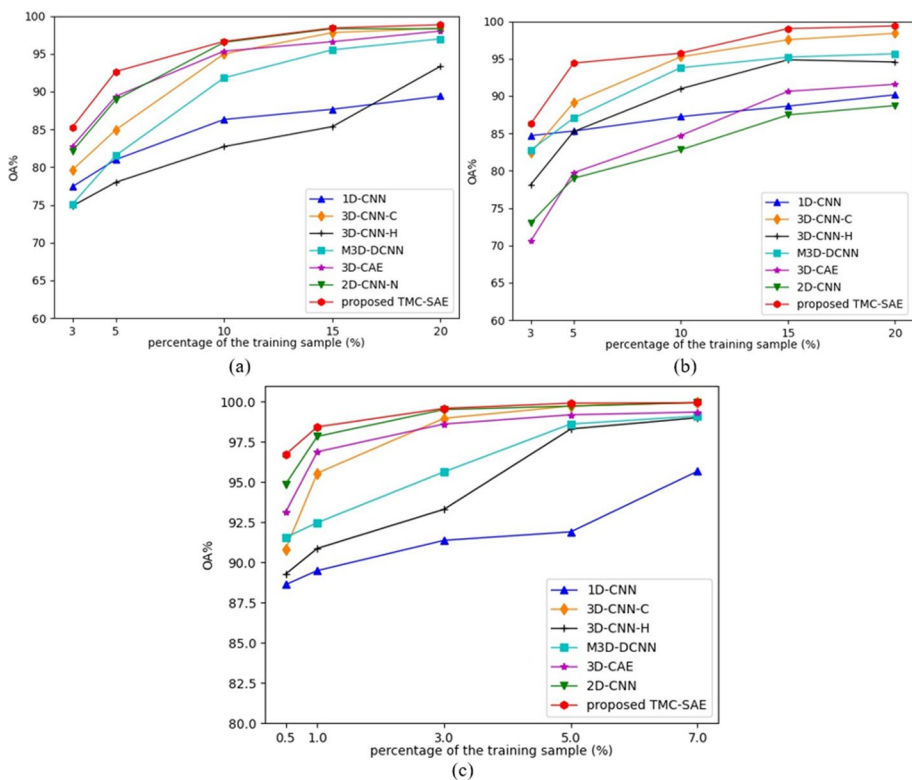 100
95
90
85
80
75
70
65
60
OA%
3
5
10
15
20
percentage of the training sample (%)
1D-CNN
3D-CNN-C
3D-CNN-H
M3D-DCNN
3D-CAE
2D-CNN-N
proposed TMC-SAE
(a)
100
95
90
85
80
75
70
65
60
OA%
3
5
10
15
20
percentage of the training sample (%)
1D-CNN
3D-CNN-C
3D-CNN-H
M3D-DCNN
3D-CAE
2D-CNN
proposed TMC-SAE
(b)
100.0
97.5
95.0
92.5
90.0
87.5
85.0
82.5
80.0
OA%
0.5
1.0
3.0
5.0
7.0
percentage of the training sample (%)
1D-CNN
3D-CNN-C
3D-CNN-H
M3D-DCNN
3D-CAE
2D-CNN
proposed TMC-SAE
(c)